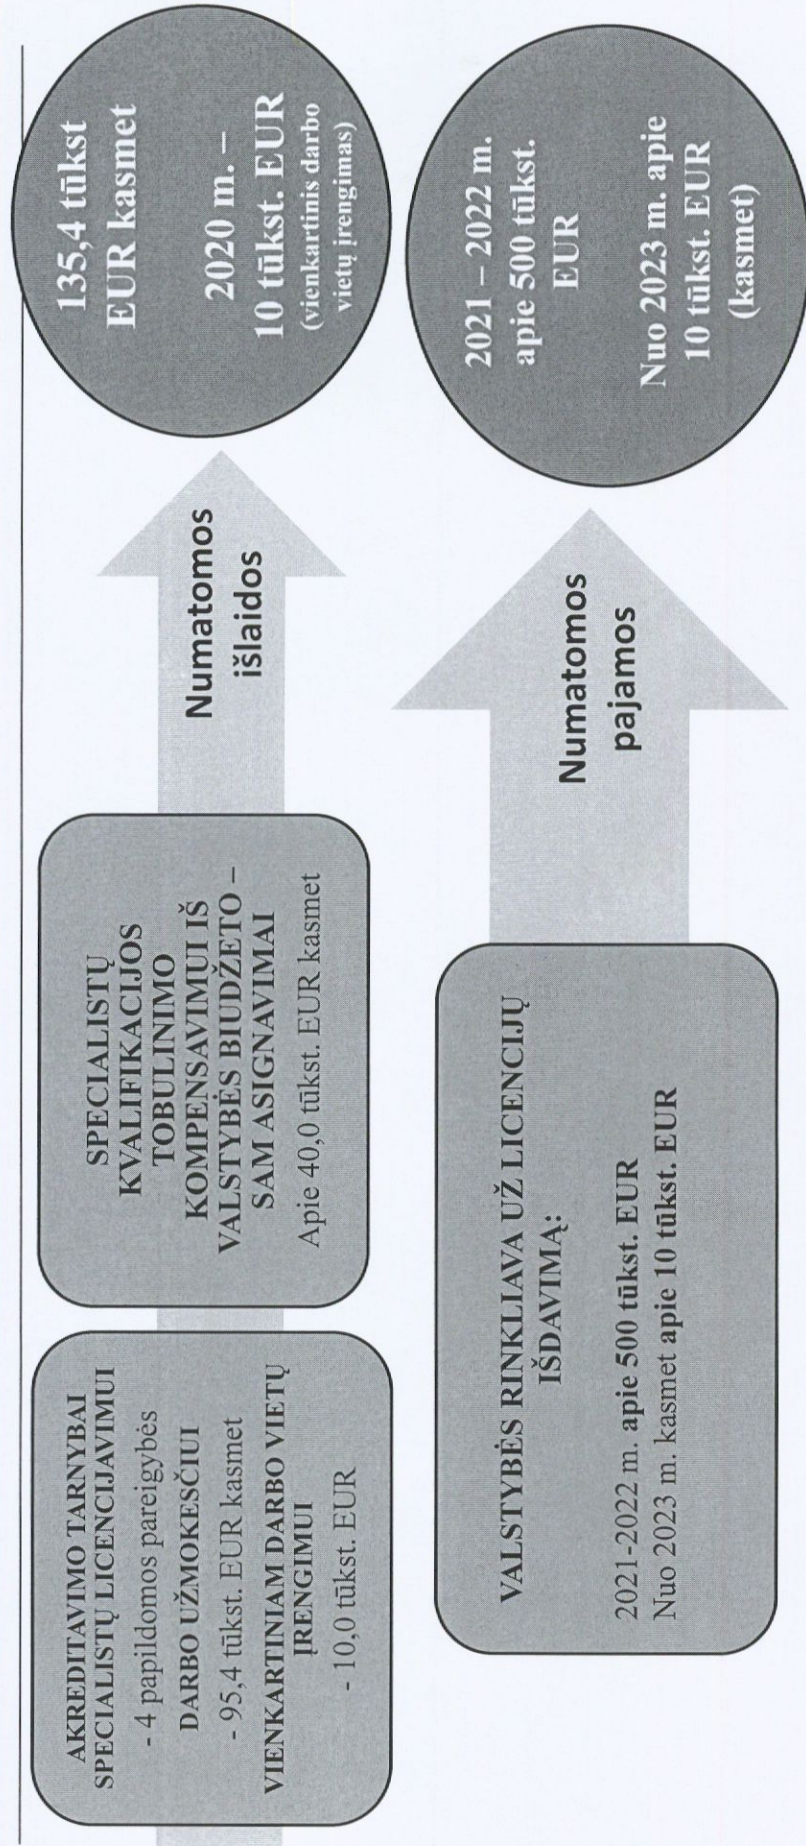 AKREDITAVIMO TARNYBAI
SPECIALISTŲ LICENCIJAVIMUI
- 4 papildomos pareigybės
DARBO UŽMOKESČIUI
- 95,4 tūkst. EUR kasmet
VIENKARTINIAM DARBO VIETŲ
ĮRENGIMUI
- 10,0 tūkst. EUR
SPECIALISTŲ
KVALIFIKACIJOS
TOBULINIMO
KOMPENSAVIMUI IŠ
VALSTYBĖS BIUDŽETO –
SAM ASIGNAVIMAI
Apie 40,0 tūkst. EUR kasmet
Numatomos
išlaidos
135,4 tūkst
EUR kasmet
2020 m. –
10 tūkst. EUR
(vienkartinis darbo
vietų įrengimas)
VALSTYBĖS RINKLIAVA UŽ LICENCIJŲ
IŠDAVIMĄ:
2021-2022 m. apie 500 tūkst. EUR
Nuo 2023 m. kasmet apie 10 tūkst. EUR
Numatomos
pajamos
2021 – 2022 m.
apie 500 tūkst.
EUR
Nuo 2023 m. apie
10 tūkst. EUR
(kasmet)